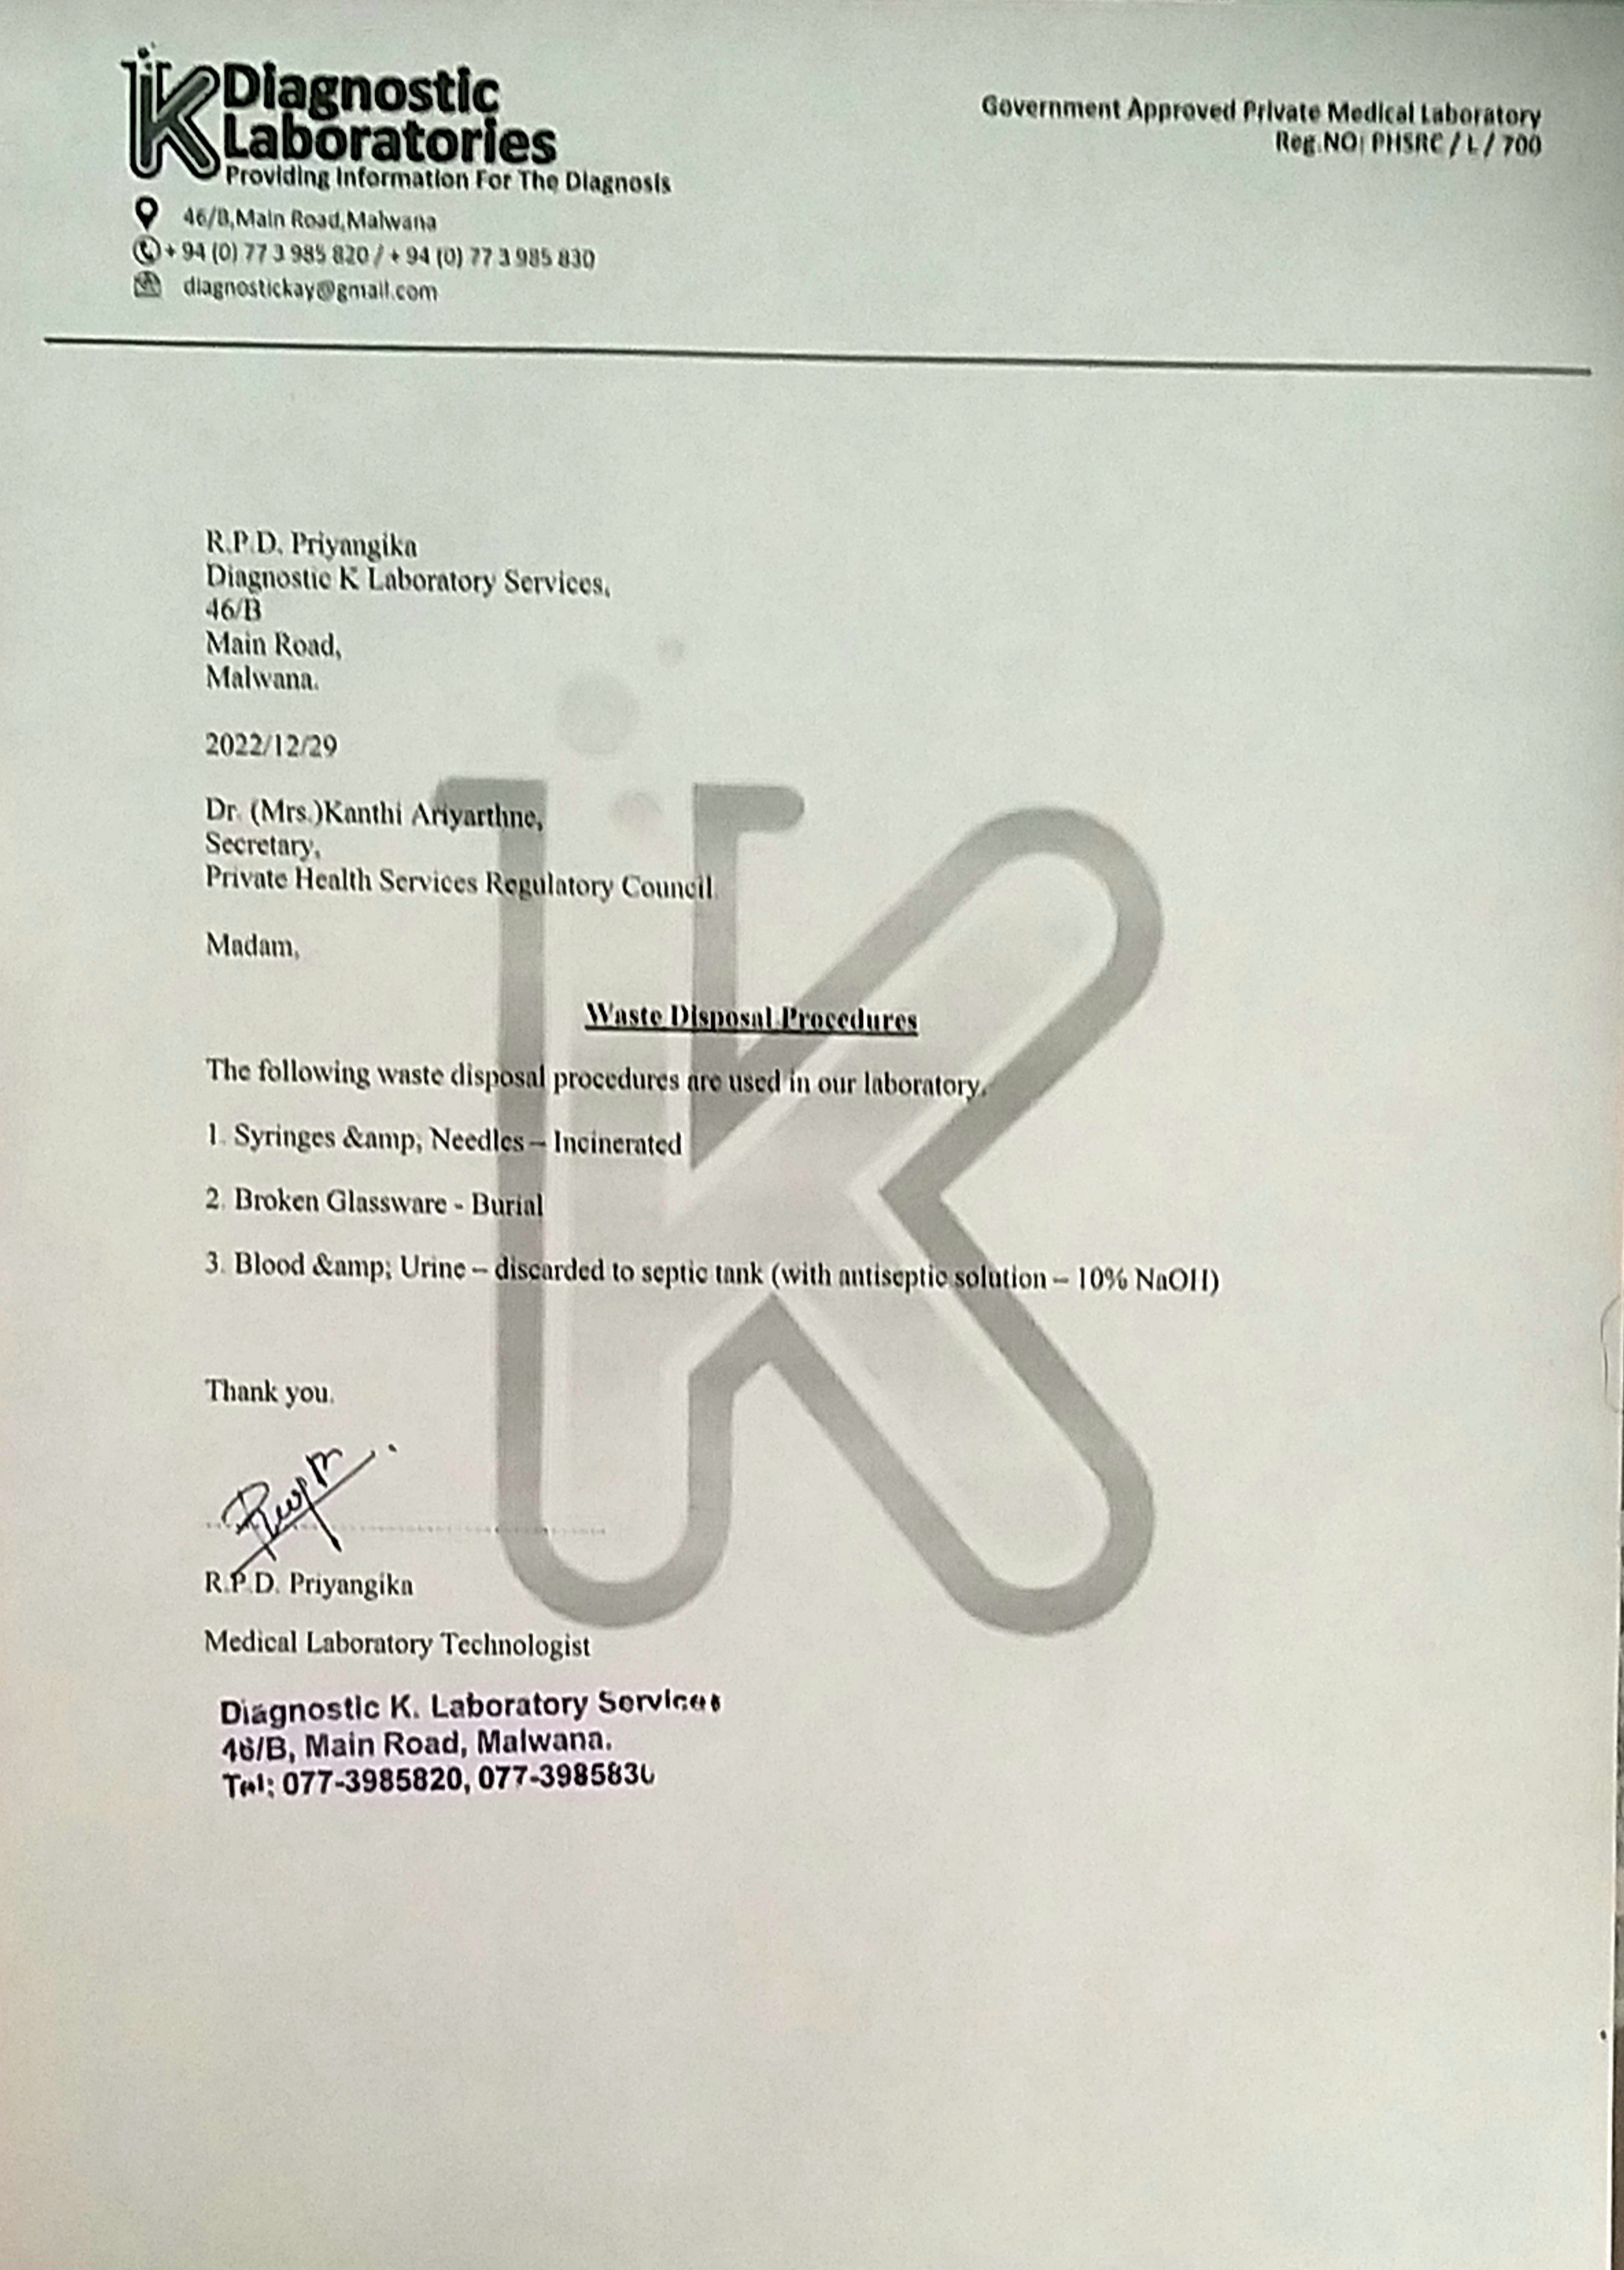 Diagnostic
Laboratories
Providing Information For The Diagnosis
46/B,Main Road,Malwana
+ 94 (0) 77 3 985 820 / + 94 (0) 77 3 985 830
diagnostickay@gmail.com
Government Approved Private Medical Laboratory
Reg.NO: PHSRC / L / 700
R.P.D. Priyangika
Diagnostic K Laboratory Services,
46/B
Main Road,
Malwana.
2022/12/29
Dr. (Mrs.)Kanthi Ariyarthne,
Secretary,
Private Health Services Regulatory Council.
Madam,
Waste Disposal Procedures
The following waste disposal procedures are used in our laboratory.
1. Syringes &amp; Needles – Incinerated
2. Broken Glassware - Burial
3. Blood &amp; Urine – discarded to septic tank (with antiseptic solution – 10% NaOH)
Thank you.
R.P.D. Priyangika
Medical Laboratory Technologist
Diagnostic K. Laboratory Services
46/B, Main Road, Malwana.
Tel: 077-3985820, 077-3985830